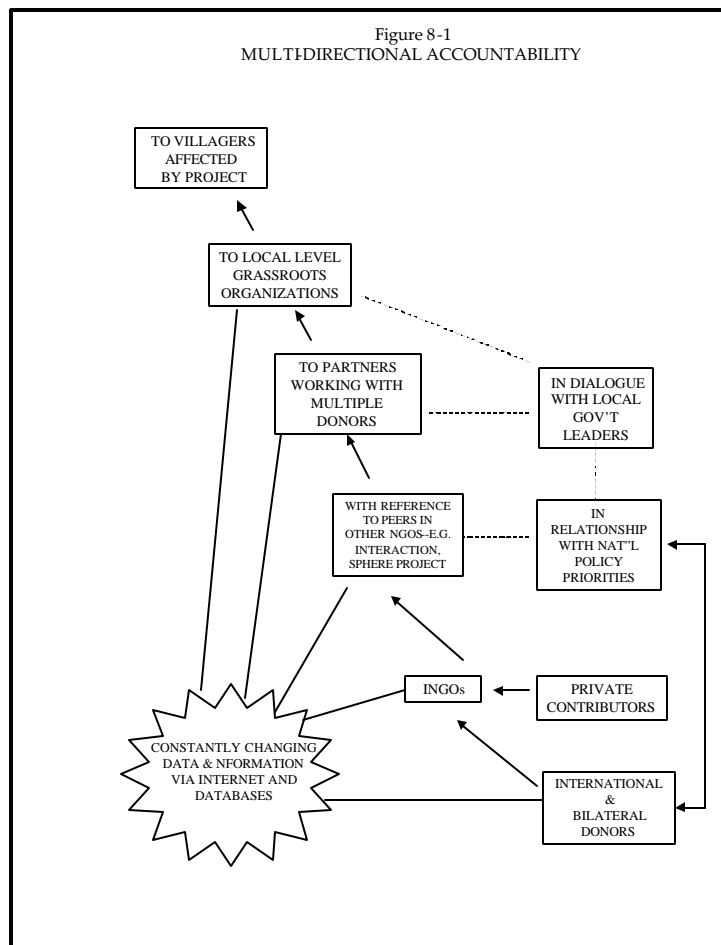 Figure 8-1
MULTI-DIRECTIONAL ACCOUNTABILITY
TO VILLAGERS
AFFECTED
BY PROJECT
TO LOCAL LEVEL
GRASSROOTS
ORGANIZATIONS
TO PARTNERS
WORKING WITH
MULTIPLE
DONORS
IN DIALOGUE
WITH LOCAL
GOV'T
LEADERS
WITH REFERENCE
TO PEERS IN
OTHER NGOS--E.G.
INTERACTION,
SPHERE PROJECT
IN
RELATIONSHIP
WITH NAT"L
POLICY
PRIORITIES
INGOs
PRIVATE
CONTRIBUTORS
CONSTANTLY CHANGING
DATA & NFORMATION
VIA INTERNET AND
DATABASES
INTERNATIONAL
&
BILATERAL
DONORS